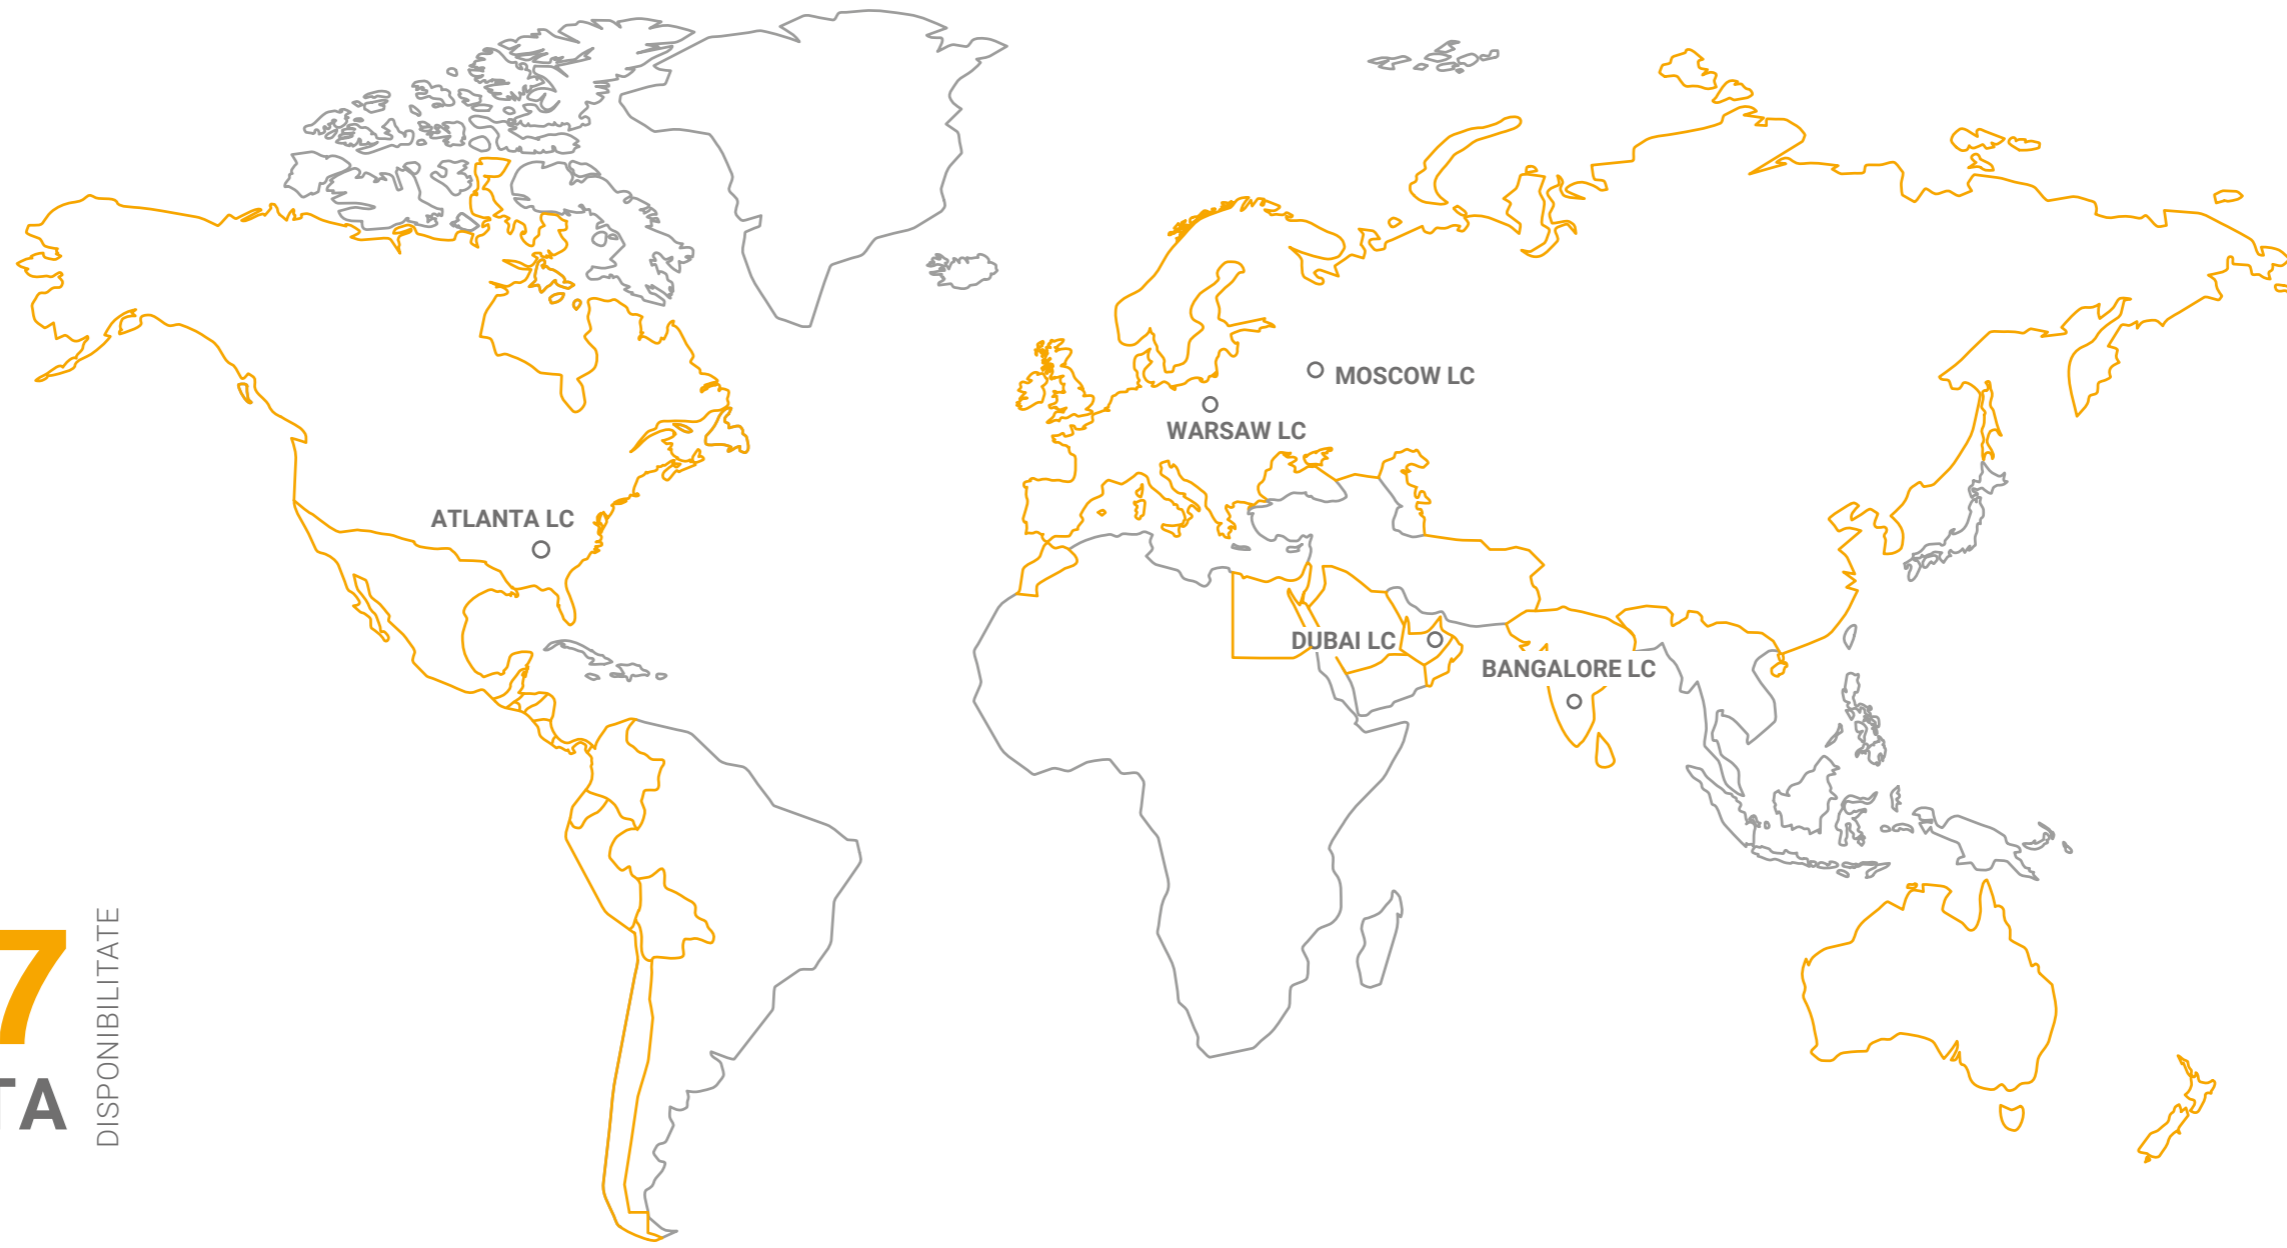 MOSCOW LC
WARSAW LC
ATLANTA LC
DUBAI LC
BANGALORE LC
7
TA
DISPONIBILITATE